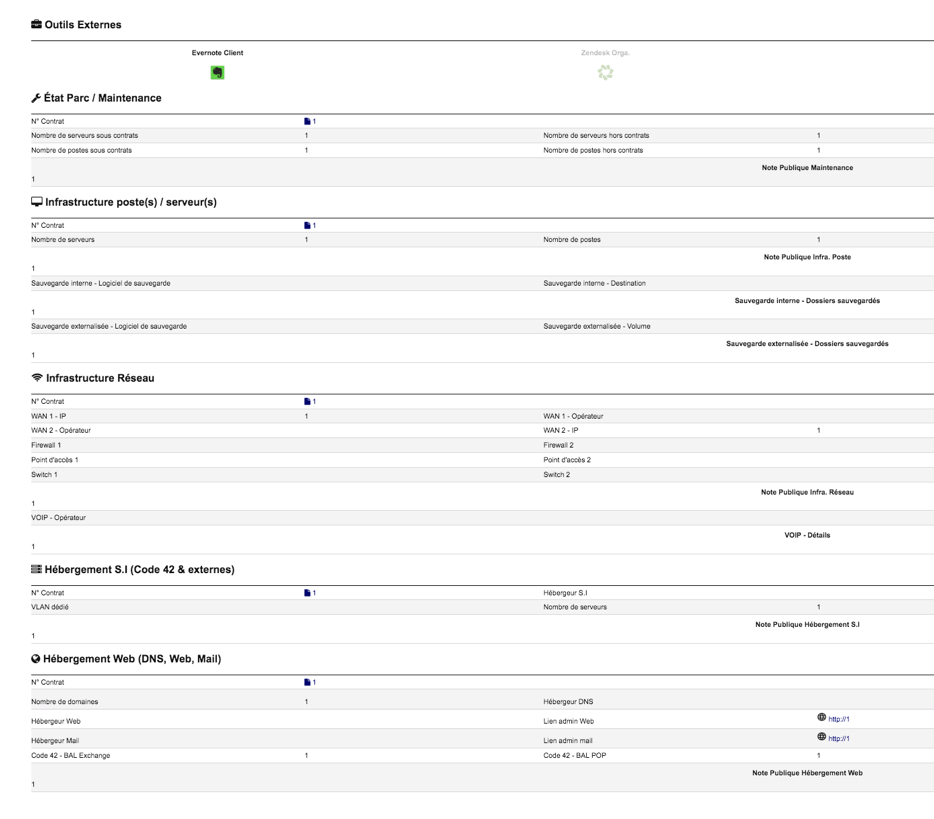 Outils Externes
Evernote Client Zendesk Orga.
État Parc / Maintenance
N° Contrat 1
Nombre de serveurs sous contrats 1 Nombre de serveurs hors contrats 1
Nombre de postes sous contrats 1 Nombre de postes hors contrats 1
Note Publique Maintenance
1
Infrastructure poste(s) / serveur(s)
N° Contrat 1
Nombre de serveurs 1 Nombre de postes 1
Note Publique Infra. Poste
1
Sauvegarde interne - Logiciel de sauvegarde Sauvegarde interne - Destination
Sauvegarde interne - Dossiers sauvegardés
1
Sauvegarde externalisée - Logiciel de sauvegarde Sauvegarde externalisée - Volume
Sauvegarde externalisée - Dossiers sauvegardés
1
Infrastructure Réseau
N° Contrat 1
WAN 1 - IP 1 WAN 1 - Opérateur
WAN 2 - Opérateur WAN 2 - IP 1
Firewall 1 Firewall 2
Point d'accès 1 Point d'accès 2
Switch 1 Switch 2
Note Publique Infra. Réseau
1
VOIP - Opérateur
VOIP - Détails
1
Hébergement S.I (Code 42 & externes)
N° Contrat 1 Hébergeur S.I
VLAN dédié Nombre de serveurs 1
Note Publique Hébergement S.I
1
Hébergement Web (DNS, Web, Mail)
N° Contrat 1
Nombre de domaines 1 Hébergeur DNS
Hébergeur Web Lien admin Web http://1
Hébergeur Mail Lien admin mail http://1
Code 42 - BAL Exchange 1 Code 42 - BAL POP 1
Note Publique Hébergement Web
1